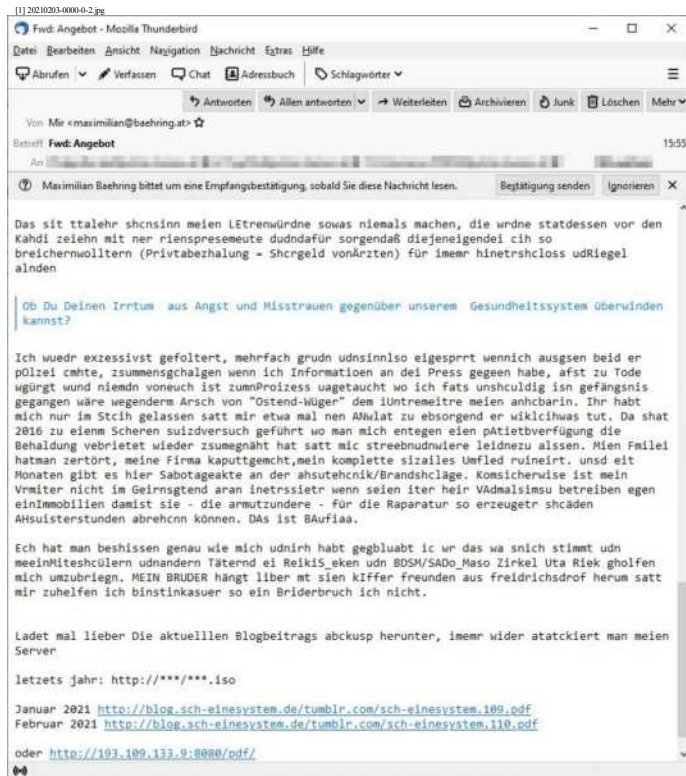 [1] 20210203-0000-0-2.jpg
Fwd: Angebot - Mozilla Thunderbird
Datei Bearbeiten Ansicht Navigation Nachricht Extras Hilfe
Abrufen Verfassen Chat Adressbuch Schlagwörter
Antworten Allen antworten Weiterleiten Archivieren Junk Löschen Mehr
Von Mir <maximilian@baehring.at>
Betreff Fwd: Angebot 15:55
An
Maximilian Baehring bittet um eine Empfangsbestätigung, sobald Sie diese Nachricht lesen. Bestätigung senden Ignorieren
Das sit ttalehr shcnsinn meien LEtrenwürdne sowas niemals machen, die wrdne statdessen vor den
Kahdi zeiehn mit ner rienspresemeute dudndafür sorgendaß diejeneigendei cih so
breichernwolltern (Privtabezhalung = Shcrgeld vonÄrzten) für imemr hinetrshcloss udRiegel
alnden
Ob Du Deinen Irrtum aus Angst und Misstrauen gegenüber unserem Gesundheitssystem überwinden
kannst?
Ich wuedr exzessivst gefoltert, mehrfach grudn udnsinnlso eigesprrt wennich ausgsen beid er
pOlzei cmhte, zsummensgchalgen wenn ich Informatioen an dei Press gegeen habe, afst zu Tode
wgürgt wund niemdn voneuch ist zumnProizess uagetaucht wo ich fats unshculdig isn gefängsnis
gegangen wäre wegenderm Arsch von "Ostend-Wüger" dem iUntremeitre meien anhcbarin. Ihr habt
mich nur im Stcih gelassen satt mir etwa mal nen ANwlat zu ebsorgend er wiklcihwas tut. Da shat
2016 zu eienm Scheren suizdversuch geführt wo man mich entegen eien pAtietbverfügung die
Behaldung vebrietet wieder zsumegnäht hat satt mic streebnudnwiere leidnezu alssen. Mien Fmilei
hatman zertört, meine Firma kaputtgemcht,mein komplette sizailes Umfled ruineirt. unsd eit
Monaten gibt es hier Sabotageakte an der ahsutehcnik/Brandshcläge. Komsicherwise ist mein
Vrmiter nicht im Geirnsgtend aran inetrssietr wenn seien iter heir VAdmalsimsu betreiben egen
einImmobilien damist sie - die armutzundere - für die Raparatur so erzeugetr shcäden
AHsuisterstunden abrehcnn können. DAs ist BAufiaa.
Ech hat man beshissen genau wie mich udnirh habt gegbluabt ic wr das wa snich stimmt udn
meeinMiteshcülern udnandern Täternd ei ReikiS_eken udn BDSM/SADo_Maso Zirkel Uta Riek gholfen
mich umzubriegn. MEIN BRUDER hängt liber mt sien kIffer freunden aus freidrichsdrof herum satt
mir zuhelfen ich binstinkasuer so ein Briderbruch ich nicht.
Ladet mal lieber Die aktuelllen Blogbeitrags abckusp herunter, imemr wider atatckiert man meien
Server
letzets jahr: http://***/***.iso
Januar 2021 http://blog.sch-einesystem.de/tumblr.com/sch-einesystem.109.pdf
Februar 2021 http://blog.sch-einesystem.de/tumblr.com/sch-einesystem.110.pdf
oder http://193.109.133.9:8080/pdf/